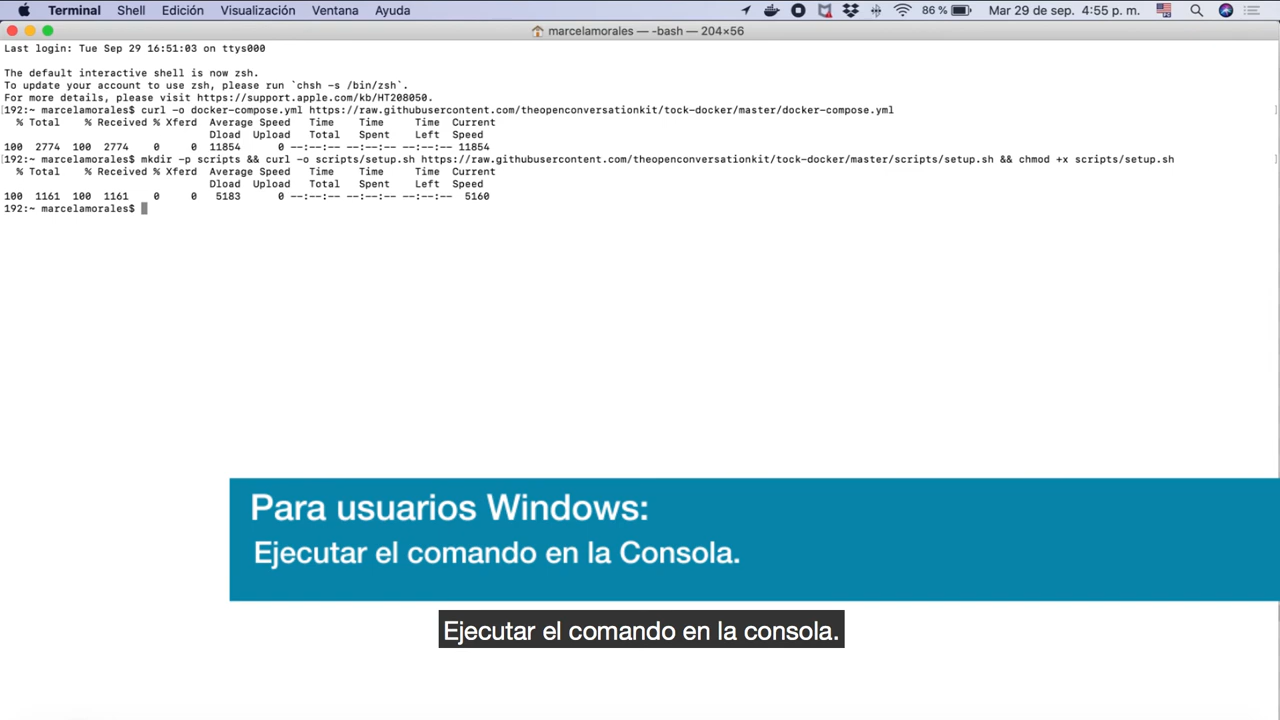 Terminal Shell Edición Visualización Ventana Ayuda 86 % Mar 29 de sep. 4:55 p. m.
marcelamorales — -bash — 204×56
Last login: Tue Sep 29 16:51:03 on ttys000
The default interactive shell is now zsh.
To update your account to use zsh, please run `chsh -s /bin/zsh`.
For more details, please visit https://support.apple.com/kb/HT208050.
[192:~ marcelamorales$ curl -o docker-compose.yml https://raw.githubusercontent.com/theopenconversationkit/tock-docker/master/docker-compose.yml ]
% Total % Received % Xferd Average Speed Time Time Time Current
Dload Upload Total Spent Left Speed
100 2774 100 2774 0 0 11854 0 --:--:-- --:--:-- --:--:-- 11854
[192:~ marcelamorales$ mkdir -p scripts && curl -o scripts/setup.sh https://raw.githubusercontent.com/theopenconversationkit/tock-docker/master/scripts/setup.sh && chmod +x scripts/setup.sh ]
% Total % Received % Xferd Average Speed Time Time Time Current
Dload Upload Total Spent Left Speed
100 1161 100 1161 0 0 5183 0 --:--:-- --:--:-- --:--:-- 5160
192:~ marcelamorales$
Para usuarios Windows:
Ejecutar el comando en la Consola.
Ejecutar el comando en la consola.